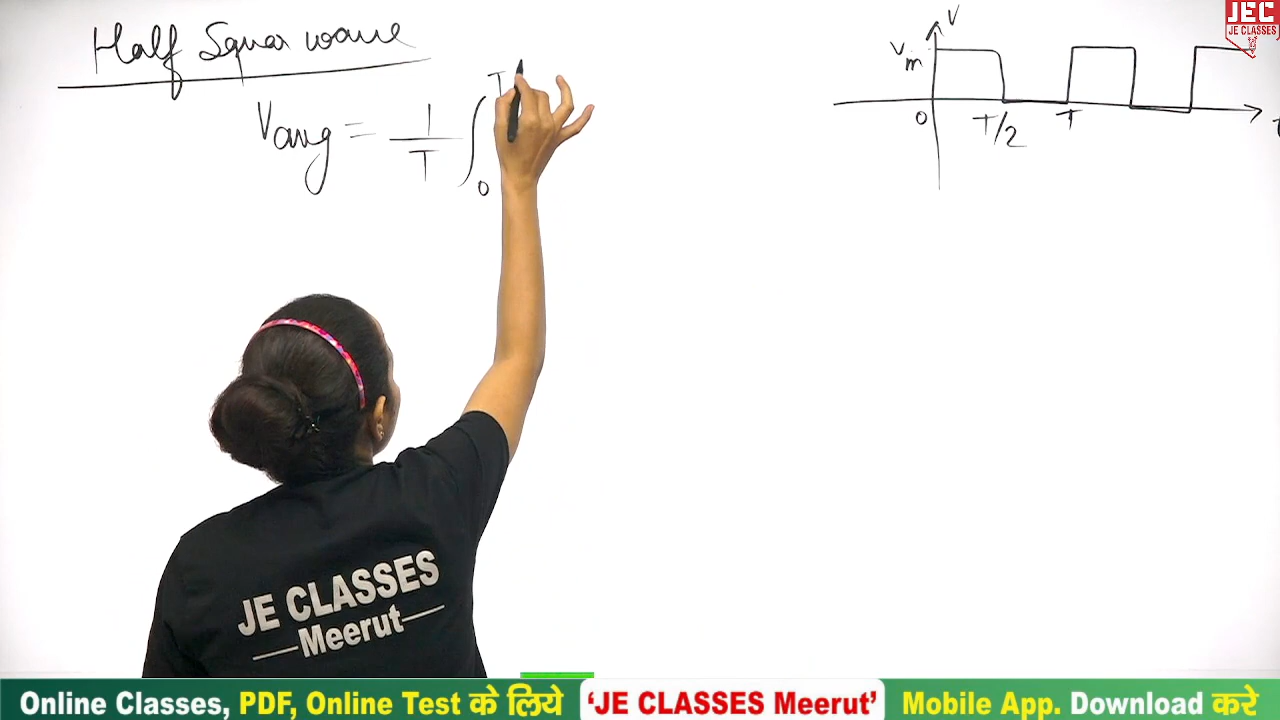 Half Squar wave
Vavg = 1/T ∫ 0 T
V
Vm
0 T/2 T
JEC
JE CLASSES
JE CLASSES
Meerut
Online Classes, PDF, Online Test के लिये 'JE CLASSES Meerut' Mobile App. Download करे